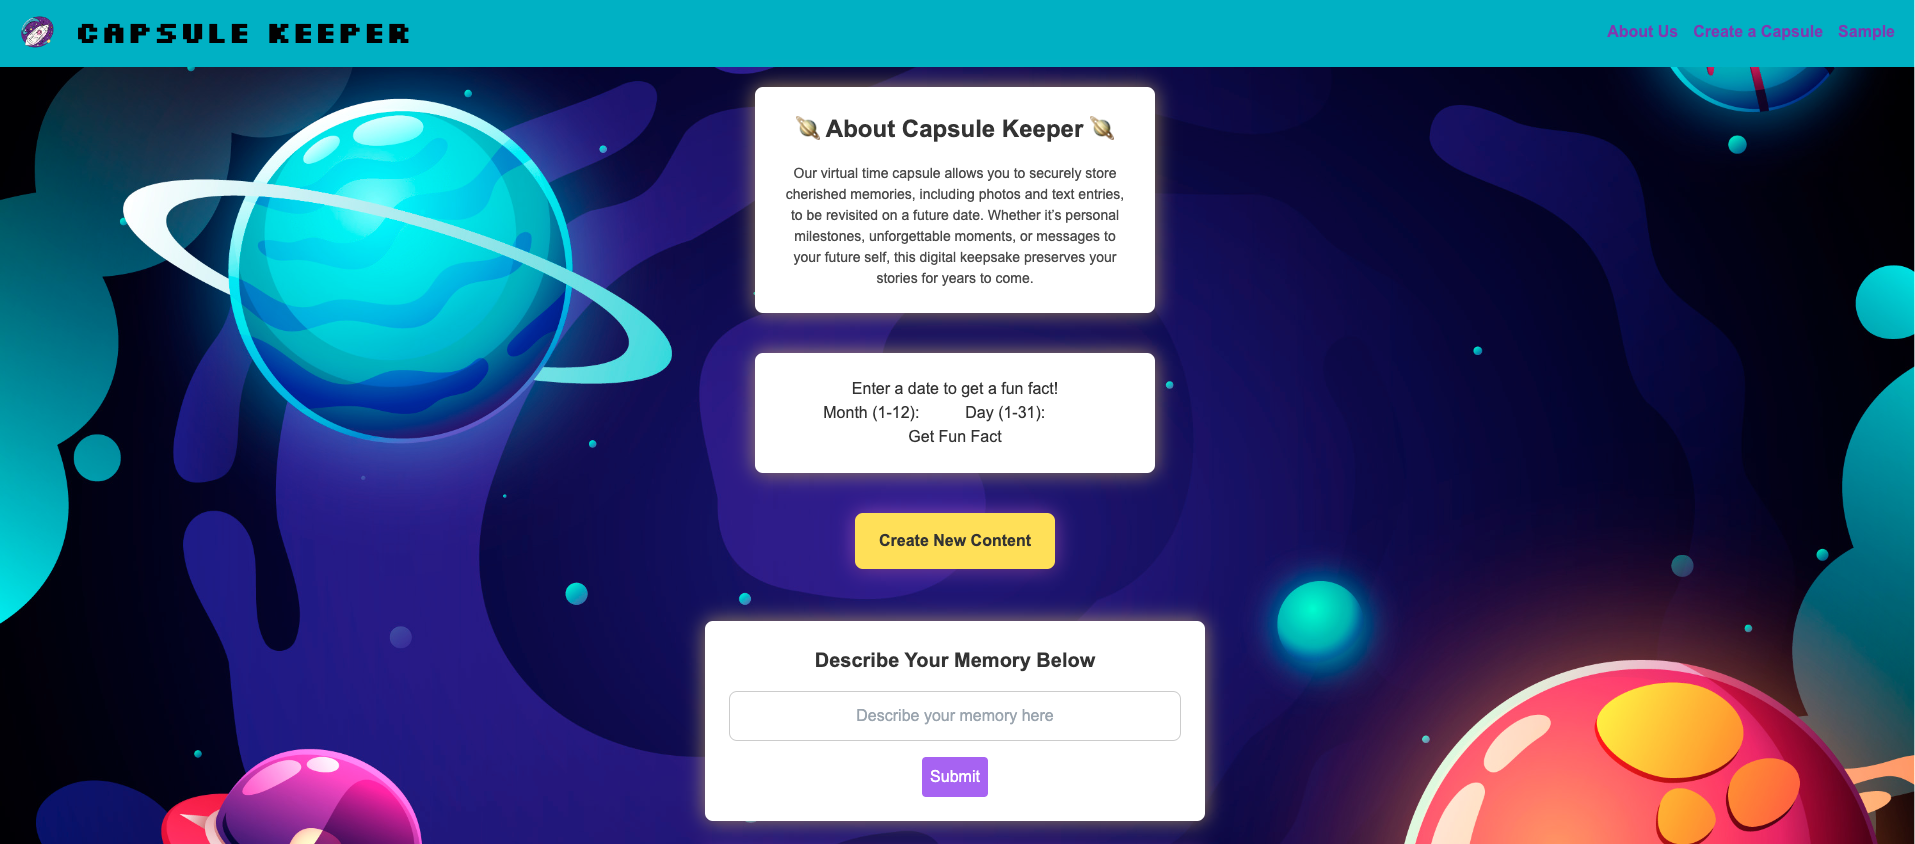 CAPSULE KEEPER
About Us Create a Capsule Sample
🪐 About Capsule Keeper 🪐
Our virtual time capsule allows you to securely store
cherished memories, including photos and text entries,
to be revisited on a future date. Whether it's personal
milestones, unforgettable moments, or messages to
your future self, this digital keepsake preserves your
stories for years to come.
Enter a date to get a fun fact!
Month (1-12): Day (1-31):
Get Fun Fact
Create New Content
Describe Your Memory Below
Describe your memory here
Submit